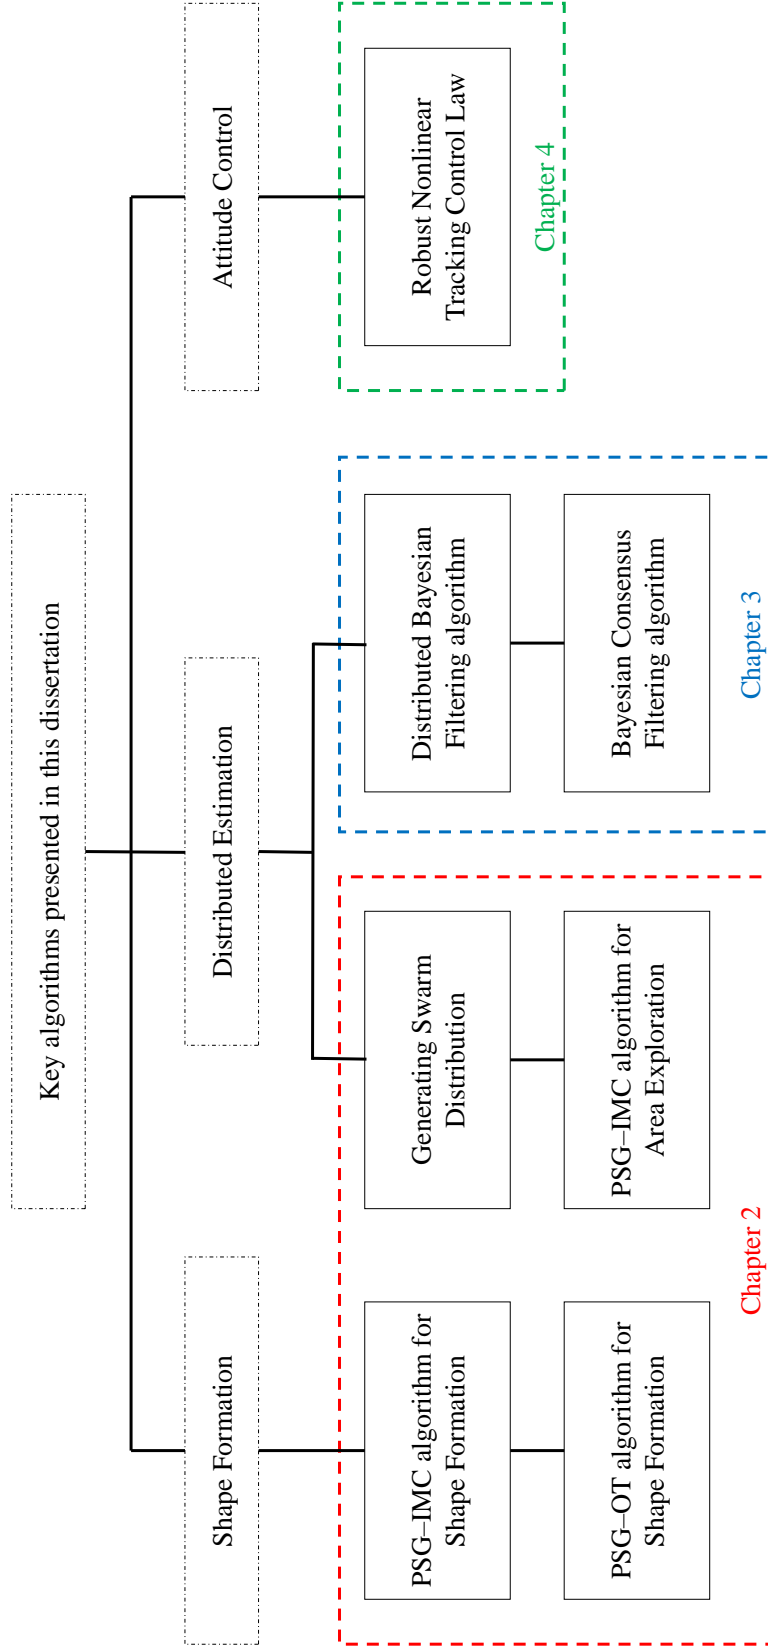 Key algorithms presented in this dissertation
Shape Formation
Distributed Estimation
Attitude Control
PSG–IMC algorithm for
Shape Formation
Generating Swarm
Distribution
Distributed Bayesian
Filtering algorithm
Robust Nonlinear
Tracking Control Law
Chapter 4
PSG–OT algorithm for
Shape Formation
PSG–IMC algorithm for
Area Exploration
Bayesian Consensus
Filtering algorithm
Chapter 2
Chapter 3